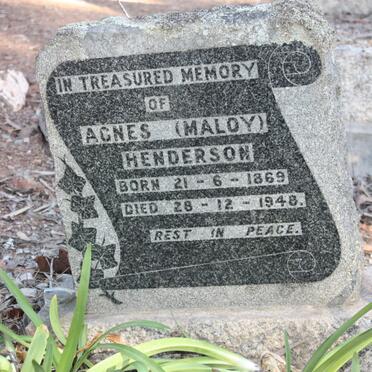 IN TREASURED MEMORY
OF
AGNES (MALOY)
HENDERSON
BORN 21-6-1869
DIED 28-12-1948.
REST IN PEACE.